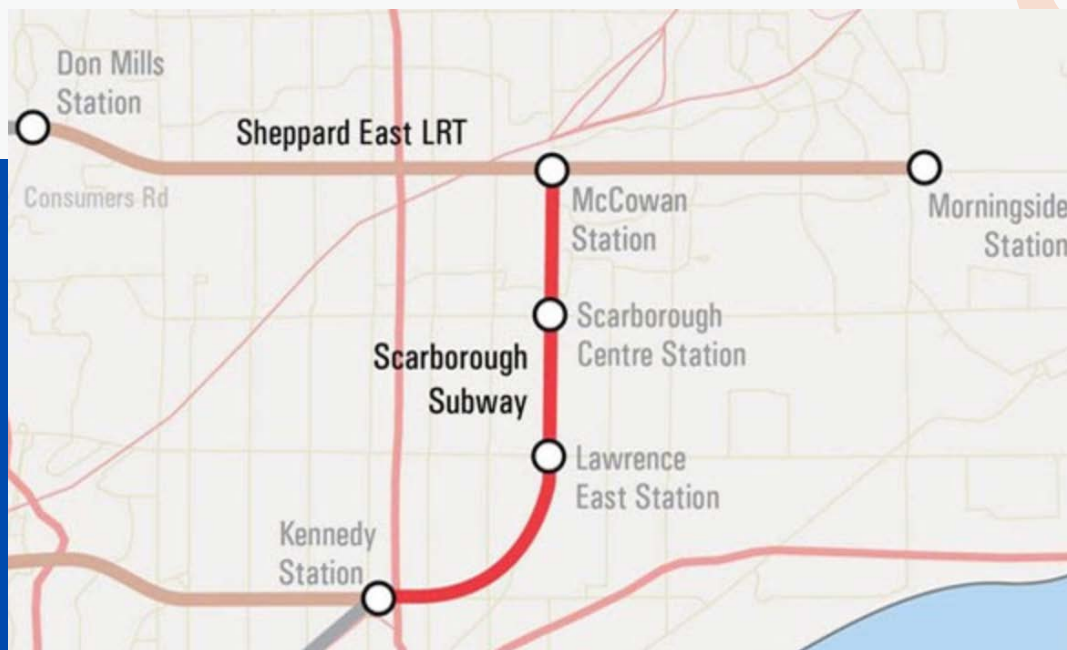 Don Mills
Station
Sheppard East LRT
Consumers Rd
McCowan
Station
Morningside
Station
Scarborough
Centre Station
Scarborough
Subway
Lawrence
East Station
Kennedy
Station